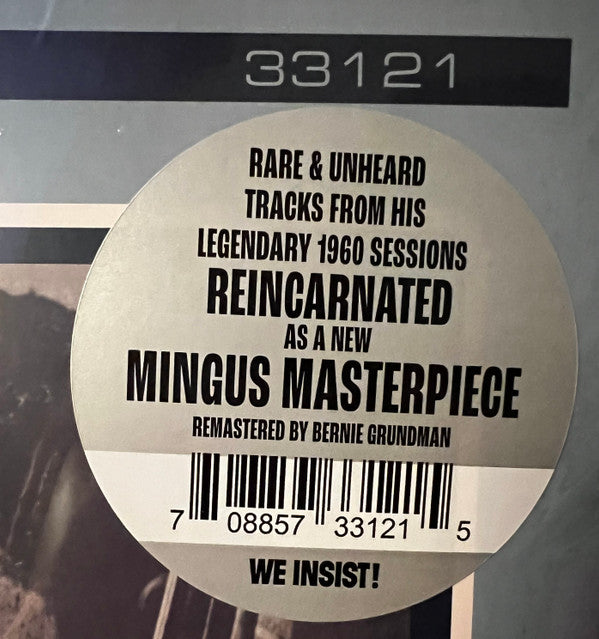 33121
RARE & UNHEARD
TRACKS FROM HIS
LEGENDARY 1960 SESSIONS
REINCARNATED
AS A NEW
MINGUS MASTERPIECE
REMASTERED BY BERNIE GRUNDMAN
7 08857 33121 5
WE INSIST!